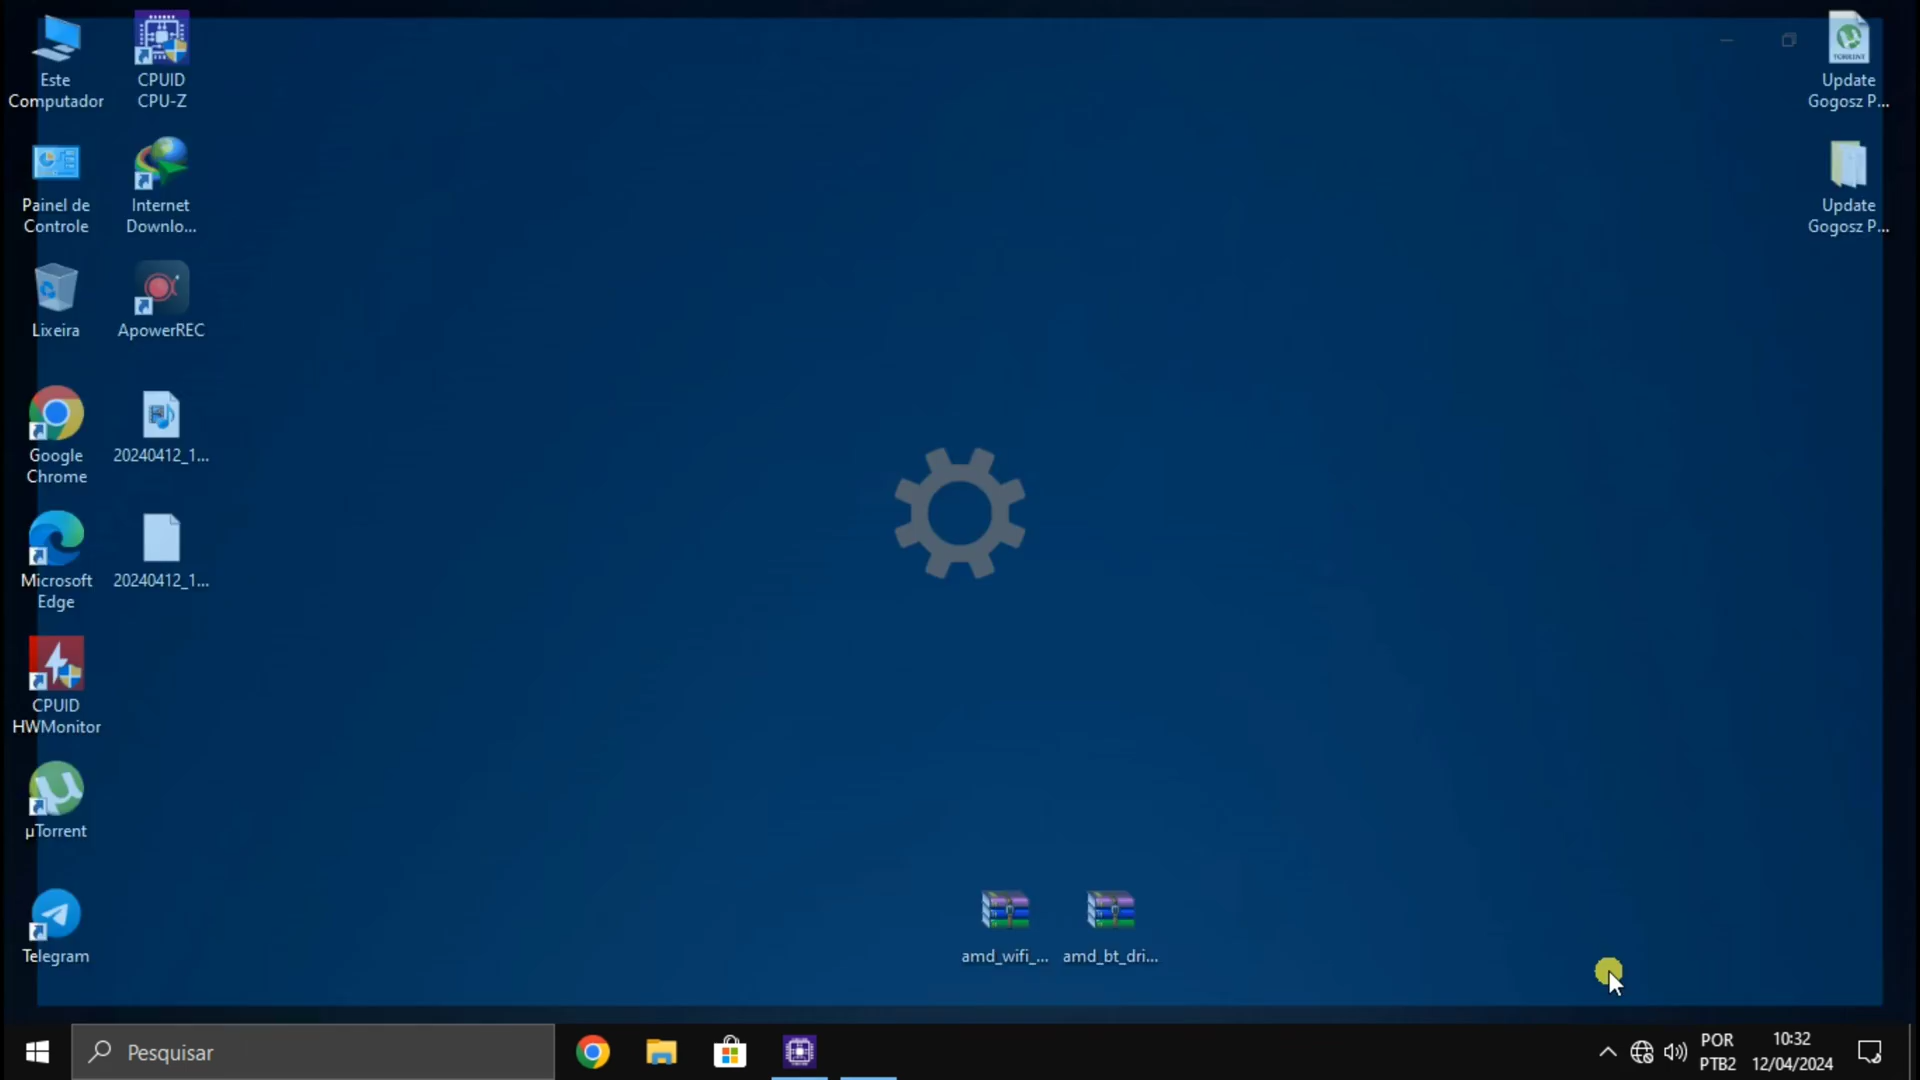 Este
Computador
CPUID
CPU-Z
TORRENT
Update
Gogosz P...
Painel de
Controle
Internet
Downlo...
Update
Gogosz P...
Lixeira
ApowerREC
Google
Chrome
20240412_1...
Microsoft
Edge
20240412_1...
CPUID
HWMonitor
µTorrent
Telegram
amd_wifi_...
amd_bt_dri...
Pesquisar
POR
PTB2
10:32
12/04/2024